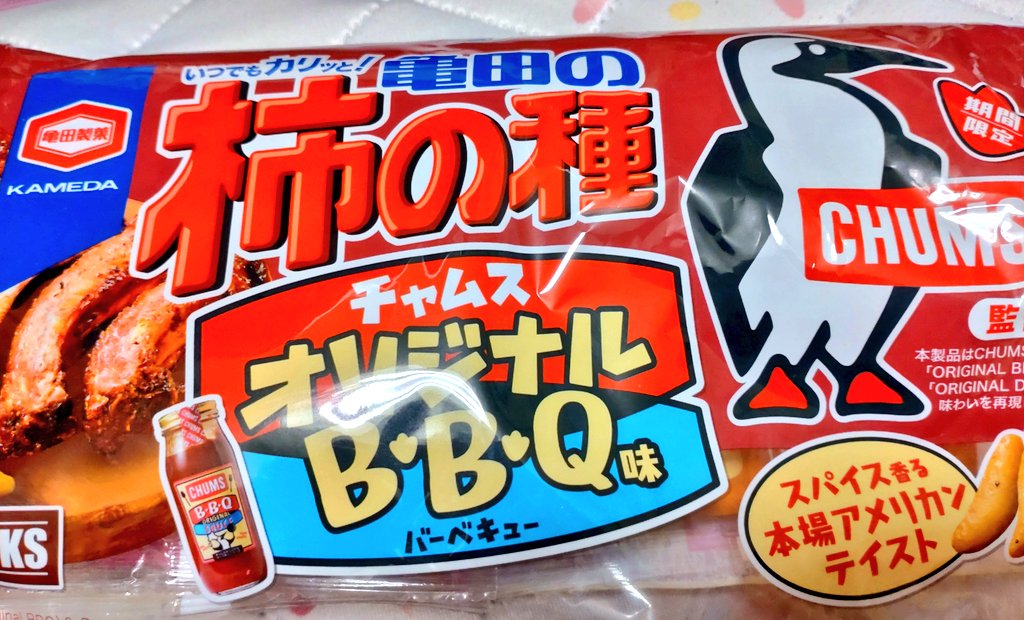 いつでもカリッと!
亀田の
柿の種
亀田製菓
KAMEDA
期間
限定
CHUMS
監
本製品はCHUMS
「ORIGINAL B
「ORIGINAL D
味わいを再現
チャムス
オリジナル
B・B・Q味
バーベキュー
CHUMS
B・B・Q
ORIGINAL
スパイス香る
本場アメリカン
テイスト
KS